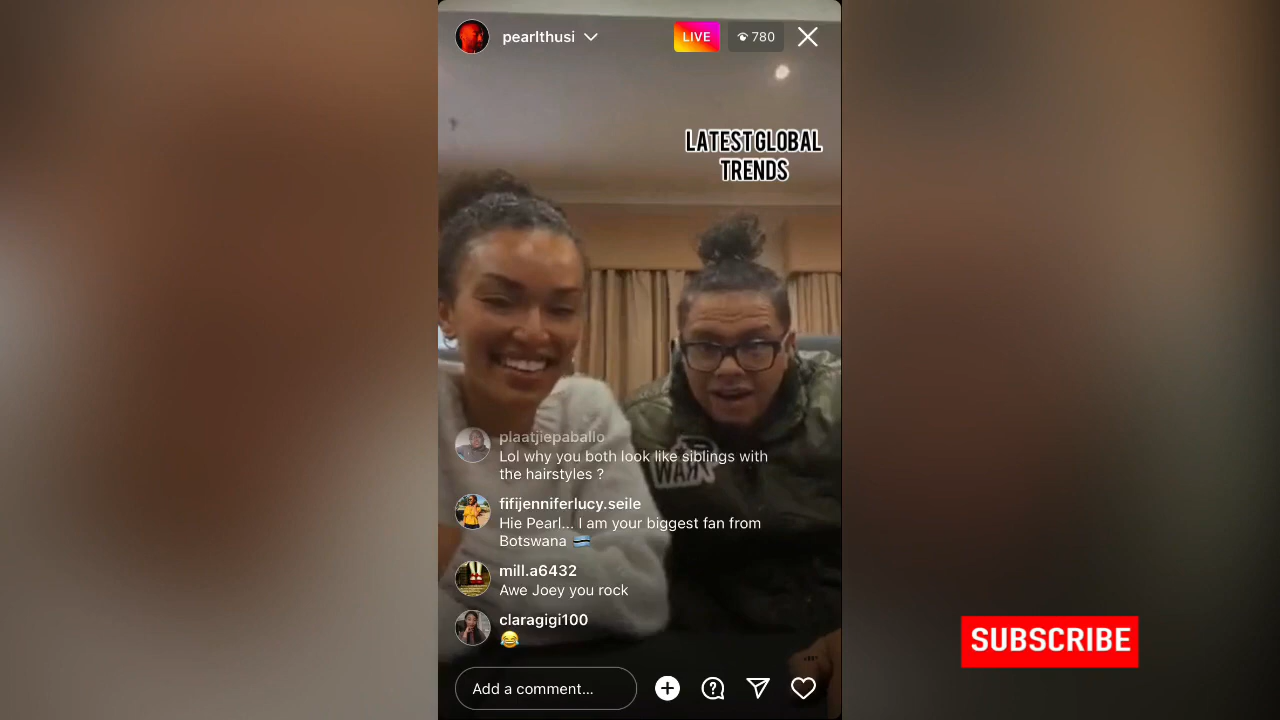 pearlthusi
LIVE
780
LATEST GLOBAL
TRENDS
plaatjiepaballo
Lol why you both look like siblings with
the hairstyles ?
fifijenniferlucy.seile
Hie Pearl... I am your biggest fan from
Botswana 🇧🇼
mill.a6432
Awe Joey you rock
claragigi100
😂
Add a comment...
SUBSCRIBE